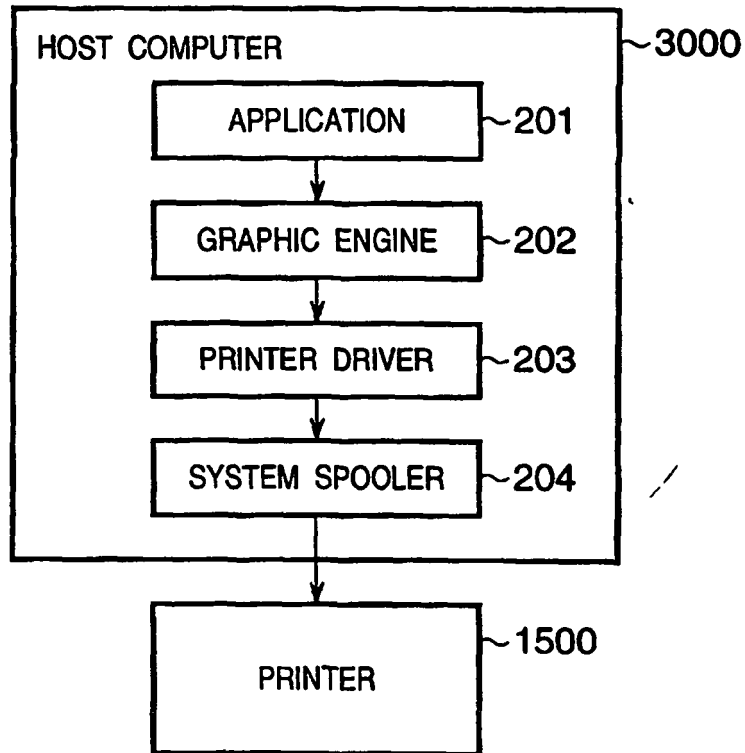 HOST COMPUTER
3000
APPLICATION
201
GRAPHIC ENGINE
202
PRINTER DRIVER
203
SYSTEM SPOOLER
204
1500
PRINTER